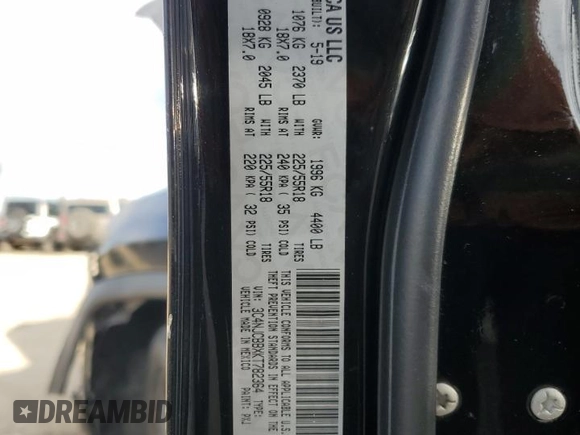 CA US LLC
BUILT): 5-19 GVWR: 1996 KG 4400 LB
1076 KG 2370 LB WITH 225/55R18 TIRES
18X7.0 RIMS AT 240 KPA ( 35 PSI) COLD
0928 KG 2045 LB WITH 225/55R18 TIRES
18X7.0 RIMS AT 220 KPA ( 32 PSI) COLD
THIS VEHICLE CONFORMS TO
THEFT PREVENTION STANDARDS IN EFFECT ON THE
ALL APPLICABLE U.S.
VIN: 3C4NJCBBXKT782364 TYPE:
VEHICLE MADE IN MEXICO PAINT: PXJ
DREAMBID
DREAMBID